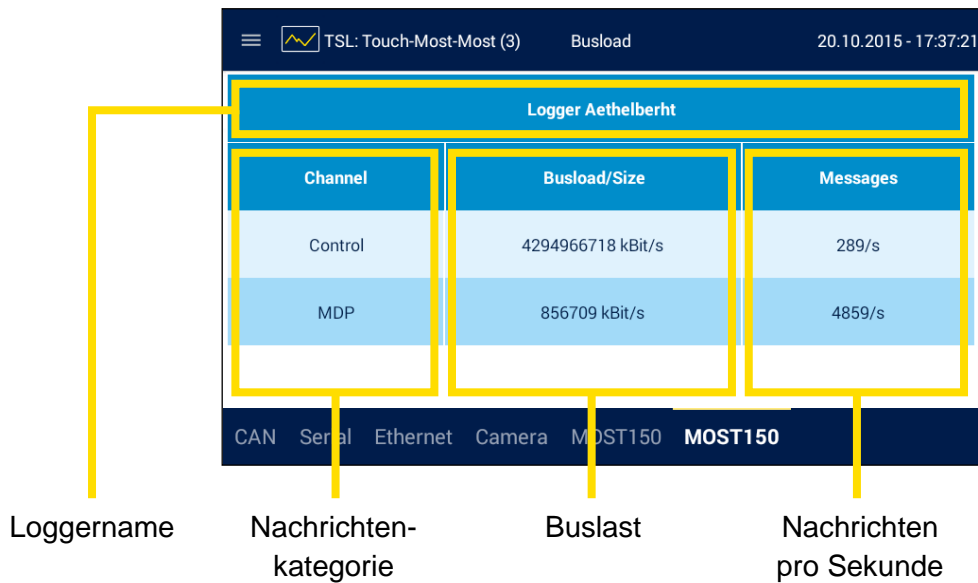 TSL: Touch-Most-Most (3) Busload 20.10.2015 - 17:37:21
Logger Aethelberht
Channel Busload/Size Messages
Control 4294966718 kBit/s 289/s
MDP 856709 kBit/s 4859/s
CAN Serial Ethernet Camera MOST150 MOST150
Loggername Nachrichten- Buslast Nachrichten
kategorie pro Sekunde